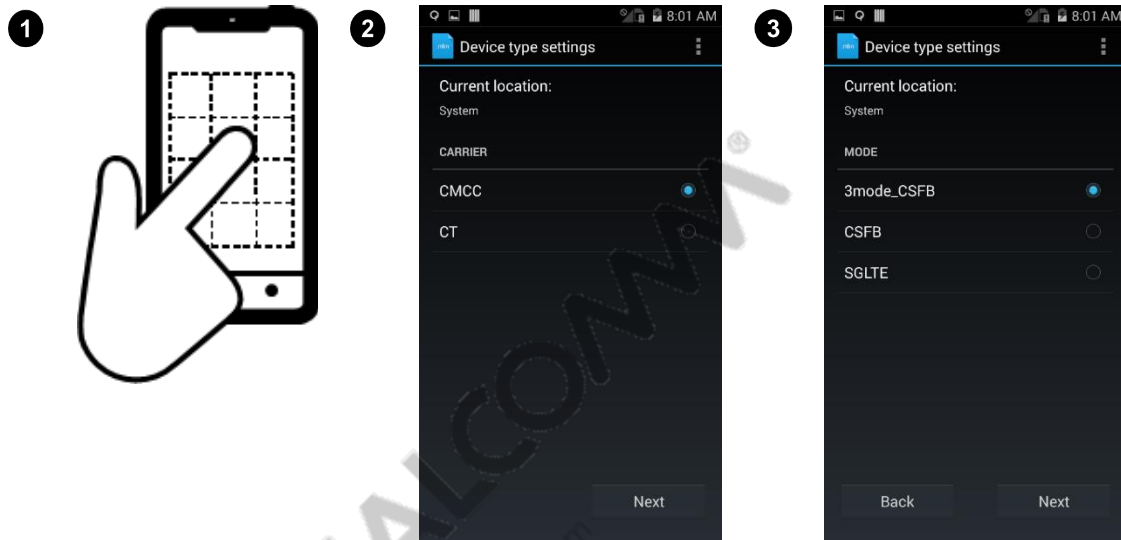 1
2
8:01 AM
Device type settings
Current location:
System
CARRIER
CMCC
CT
Next
3
8:01 AM
Device type settings
Current location:
System
MODE
3mode_CSFB
CSFB
SGLTE
Back
Next
ALCOMM